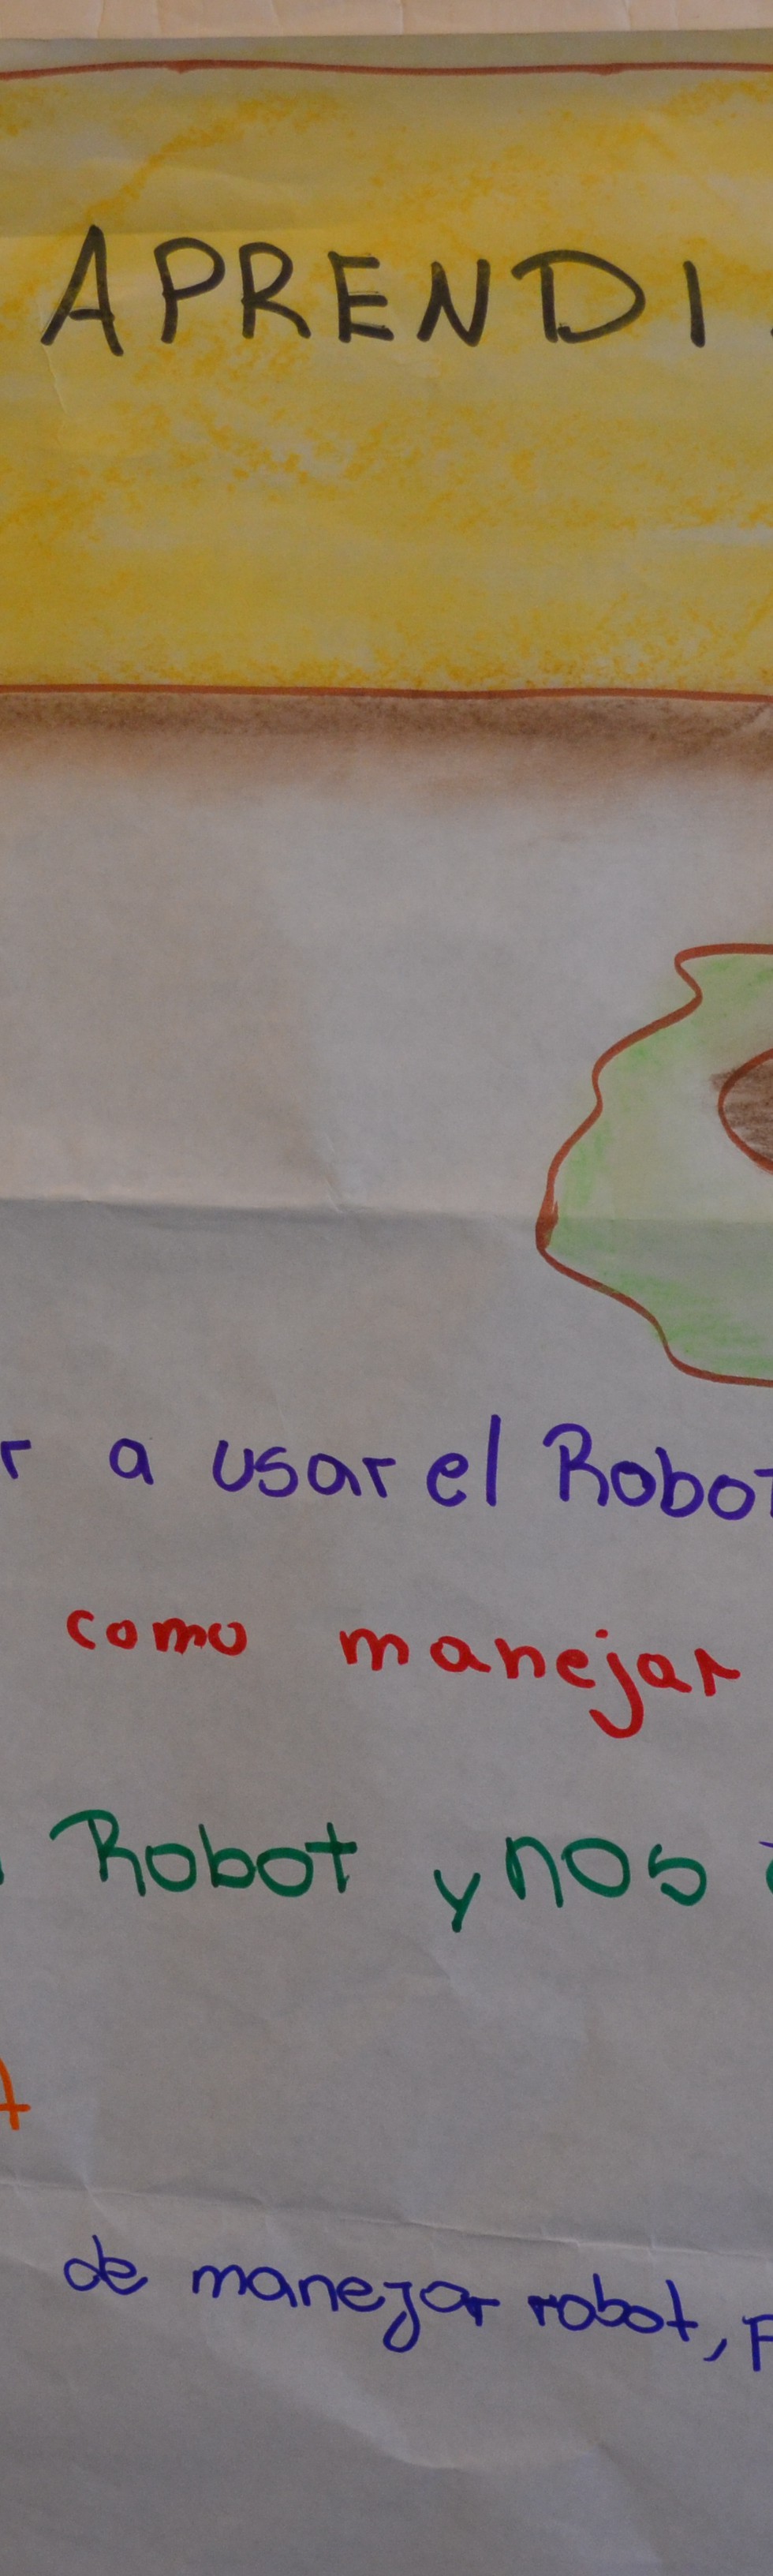 APRENDI
r a usar el Robot
como manejar
Robot y nos
A
de manejar robot, P